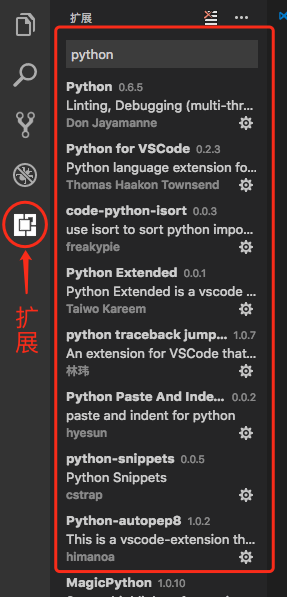 扩展
python
Python 0.6.5
Linting, Debugging (multi-thr...
Don Jayamanne
Python for VSCode 0.2.3
Python language extension fo...
Thomas Haakon Townsend
code-python-isort 0.0.3
use isort to sort python impo...
freakypie
Python Extended 0.0.1
Python Extended is a vscode ...
Taiwo Kareem
python traceback jump... 1.0.7
An extension for VSCode that...
林玮
Python Paste And Inde... 0.0.2
paste and indent for python
hyesun
python-snippets 0.0.5
Python Snippets
cstrap
Python-autopep8 1.0.2
This is a vscode-extension th...
himanoa
MagicPython 1.0.10
扩展